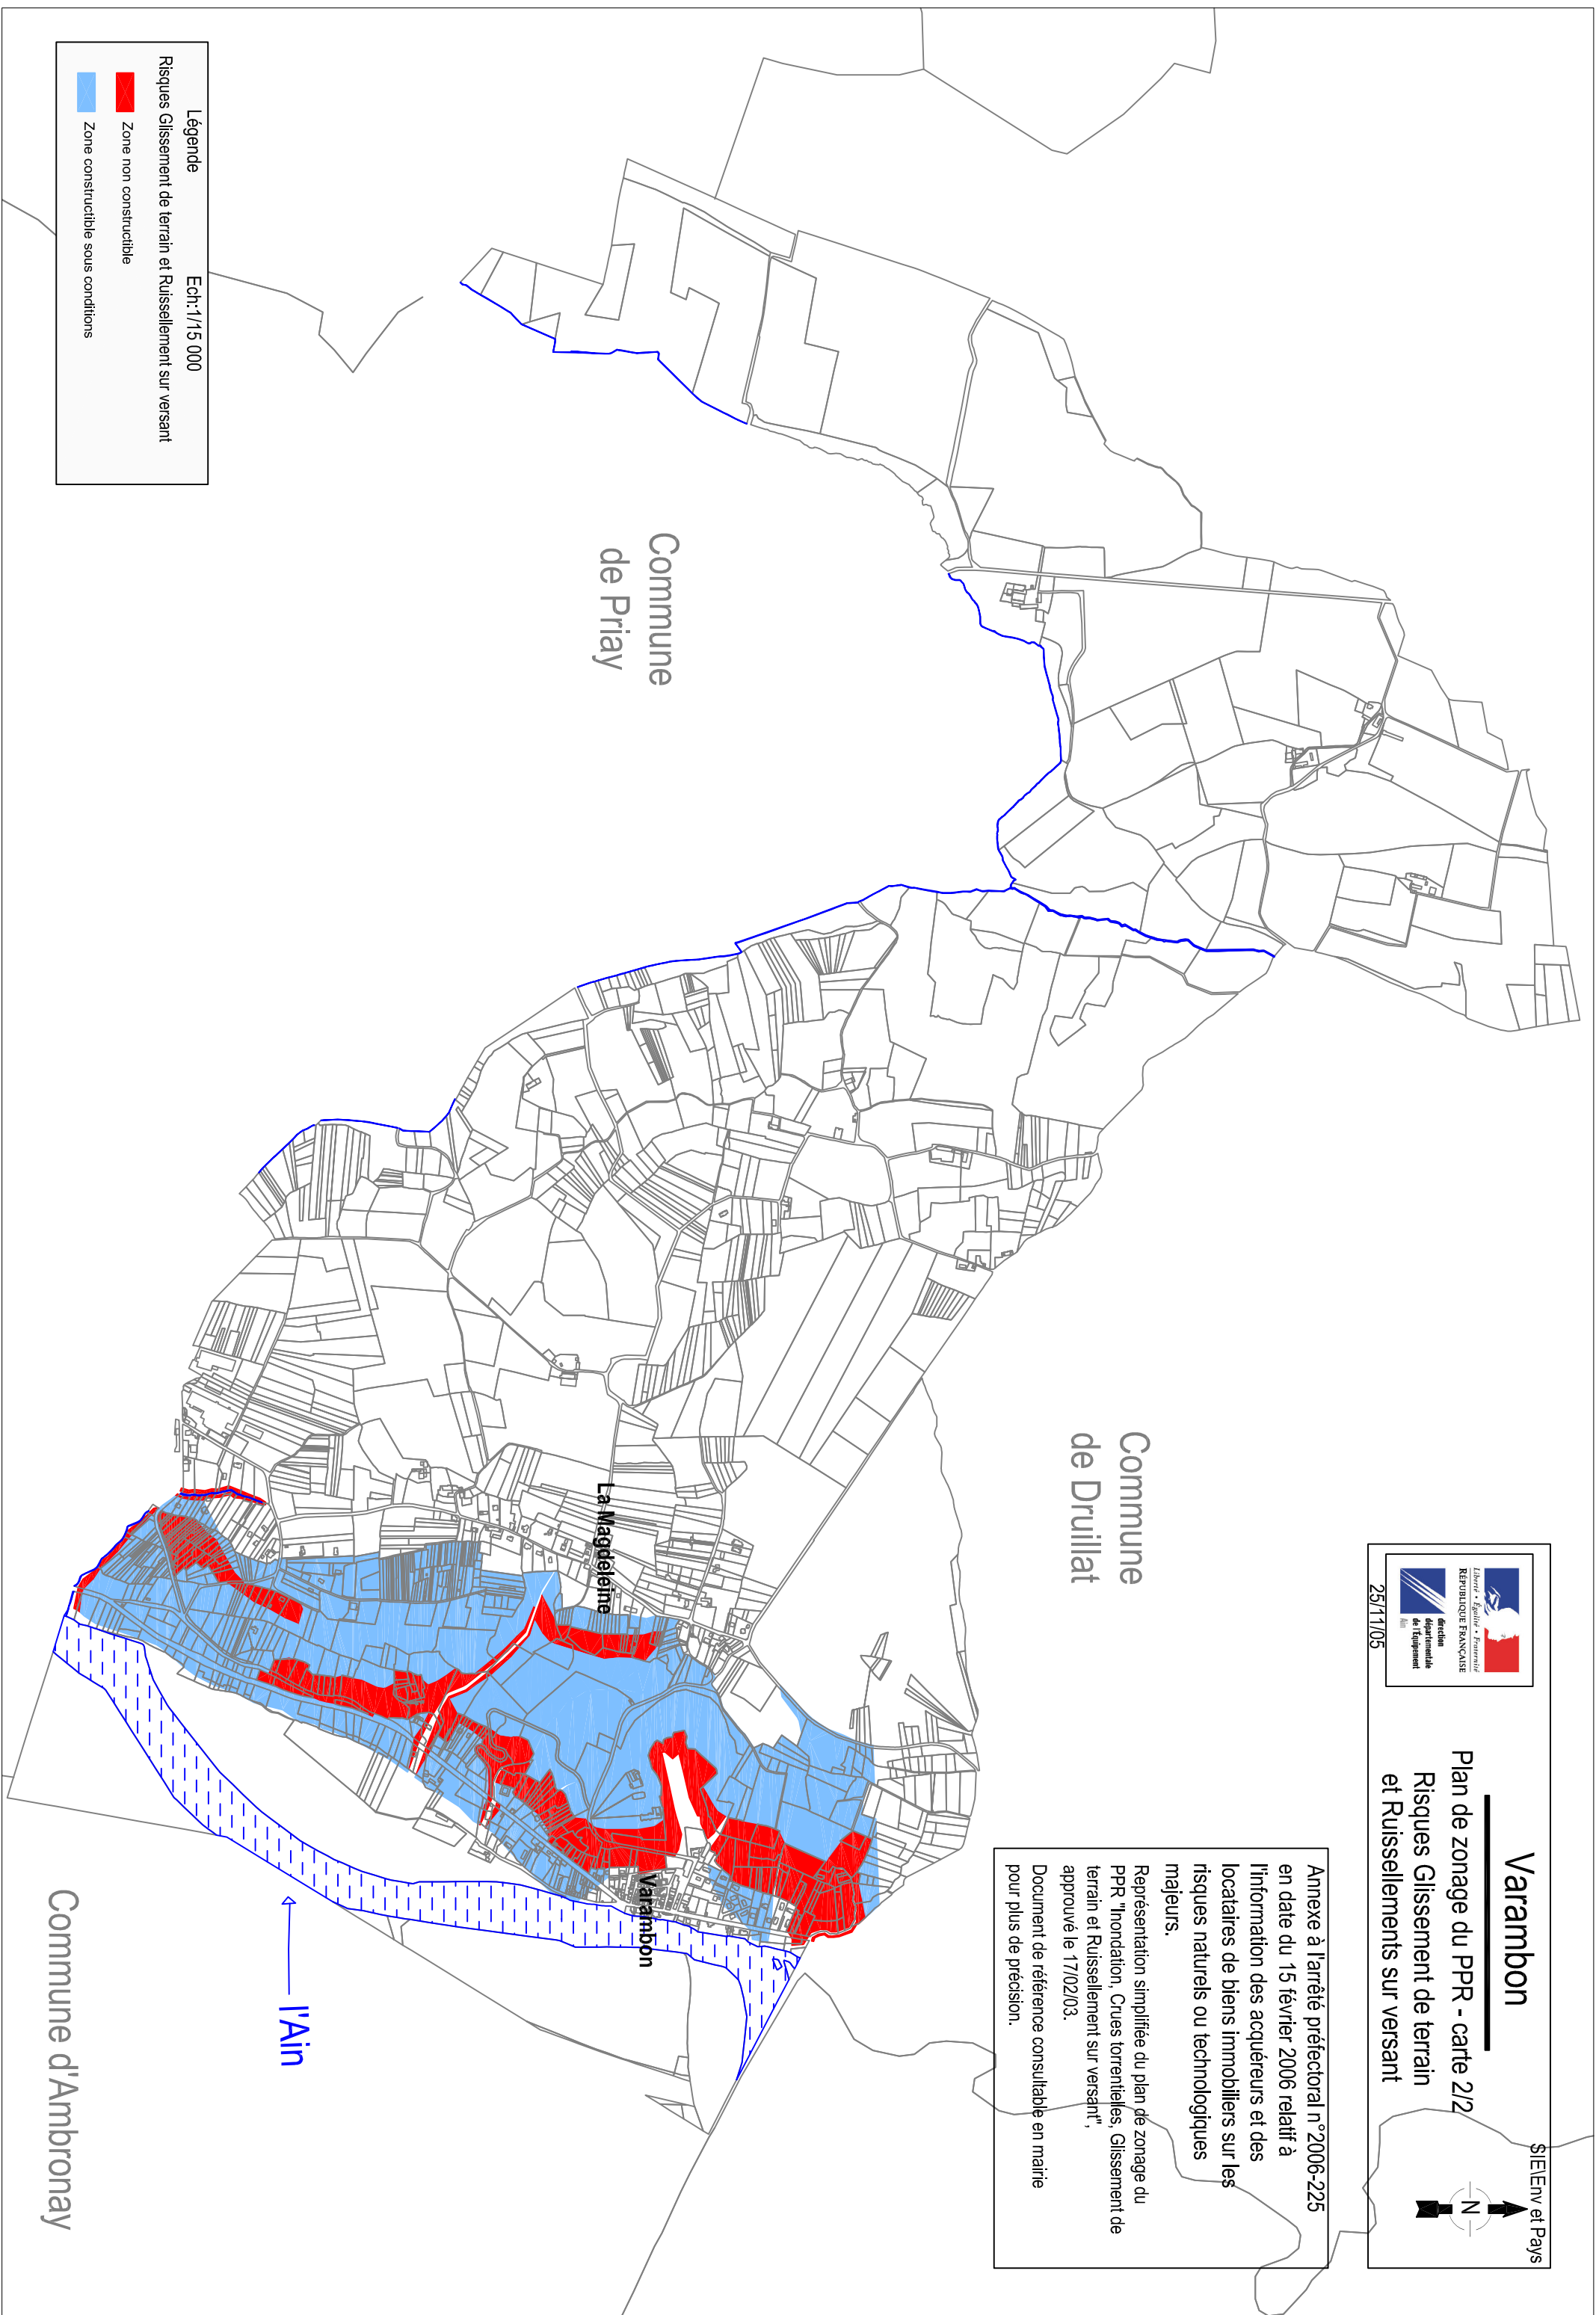 SIE\Env et Pays
Varambon
Plan de zonage du PPR - carte 2/2
Risques Glissement de terrain
et Ruissellements sur versant
Liberté • Égalité • Fraternité
RÉPUBLIQUE FRANÇAISE
direction
départementale
de l'Équipement
Ain
25/11/05
N
Annexe à l'arrêté préfectoral n°2006-225
en date du 15 février 2006 relatif à
l'information des acquéreurs et des
locataires de biens immobiliers sur les
risques naturels ou technologiques
majeurs.
Représentation simplifiée du plan de zonage du
PPR "Inondation, Crues torrentielles, Glissement de
terrain et Ruissellement sur versant",
approuvé le 17/02/03.
Document de référence consultable en mairie
pour plus de précision.
Commune
de Druillat
Commune
de Priay
La Magdeleine
Varambon
l'Ain
Commune d'Ambronay
Légende
Ech:1/15 000
Risques Glissement de terrain et Ruissellement sur versant
Zone non constructible
Zone constructible sous conditions